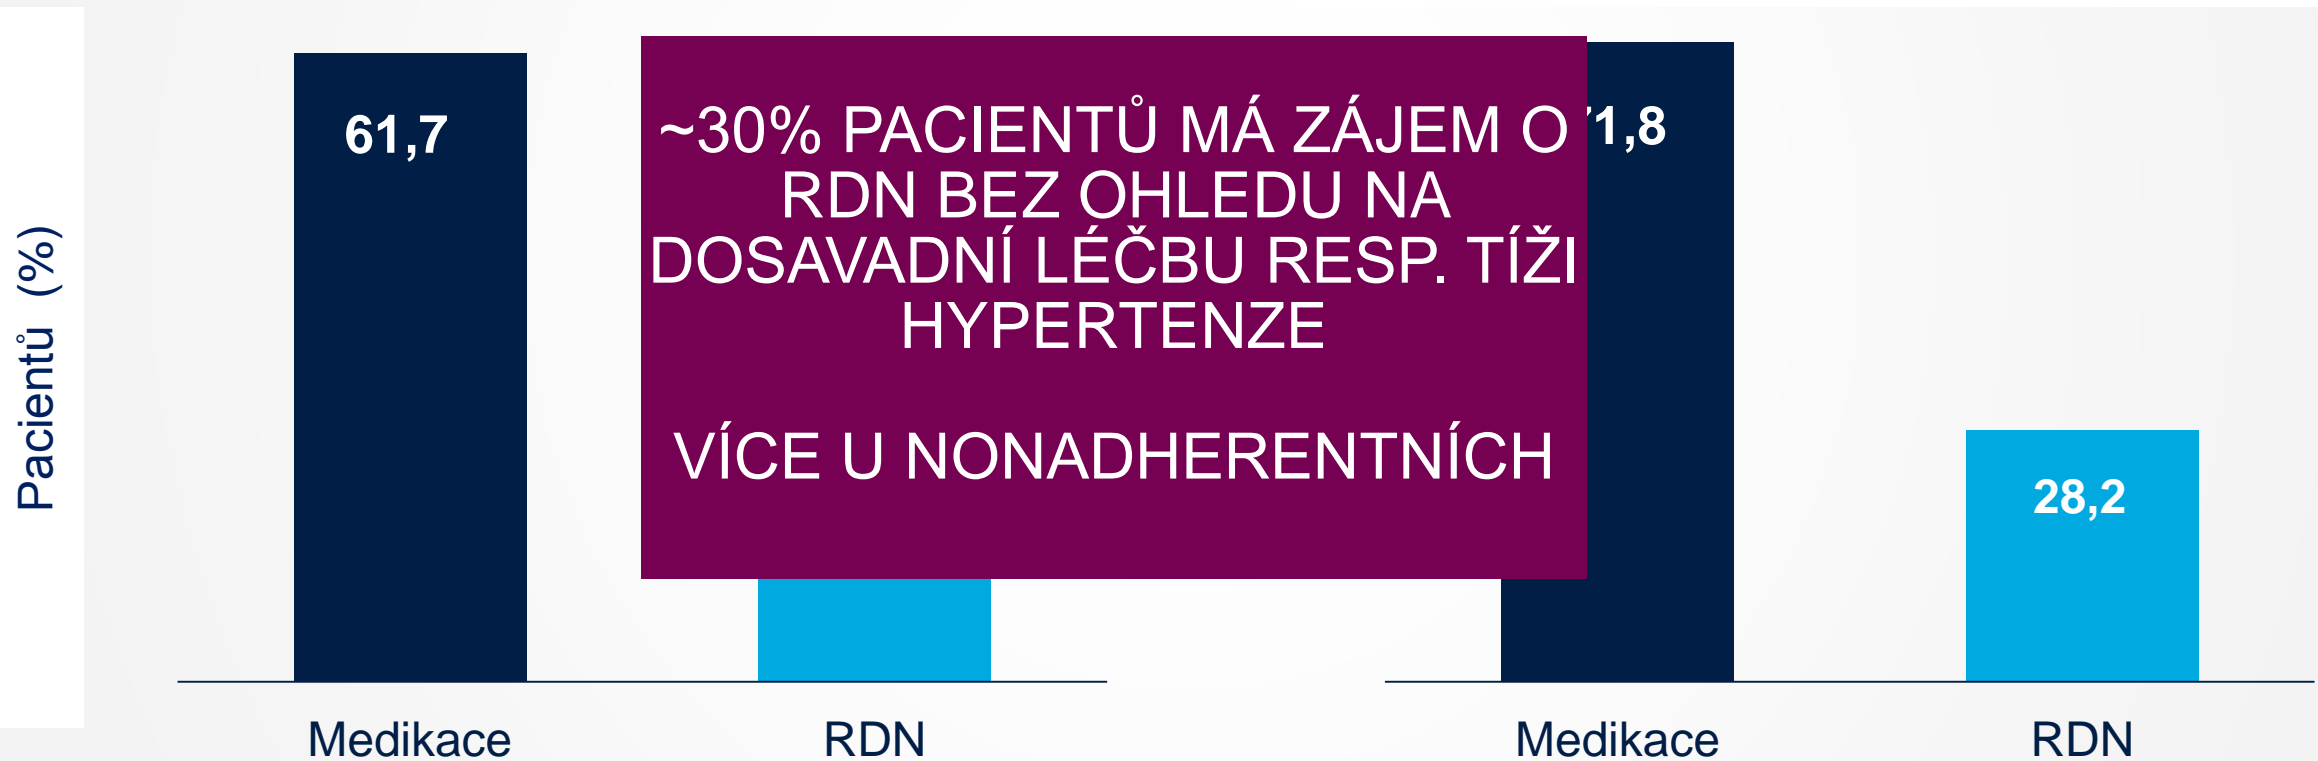 Pacientů (%)
61,7
~30% PACIENTŮ MÁ ZÁJEM O
RDN BEZ OHLEDU NA
DOSAVADNÍ LÉČBU RESP. TÍŽI
HYPERTENZE
VÍCE U NONADHERENTNÍCH
1,8
28,2
Medikace
RDN
Medikace
RDN